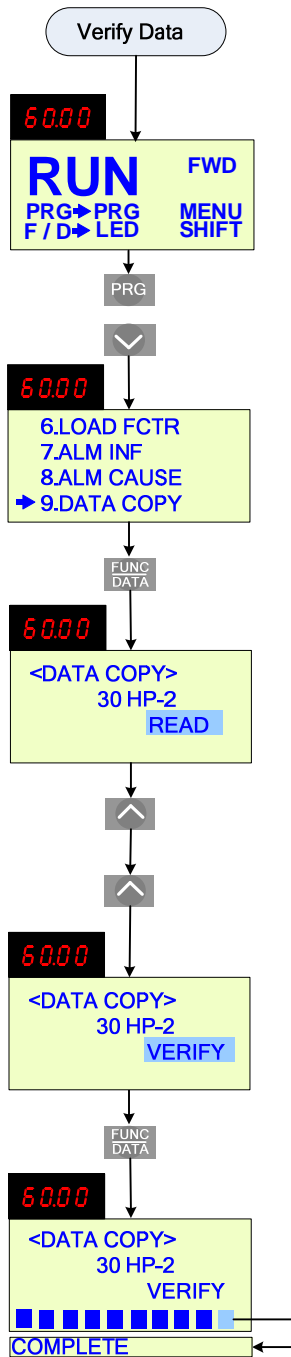 Verify Data
60.00
RUN FWD
PRG➔PRG MENU
F / D➔ LED SHIFT
PRG
60.00
6.LOAD FCTR
7.ALM INF
8.ALM CAUSE
➔ 9.DATA COPY
FUNC
DATA
60.00
<DATA COPY>
30 HP-2
READ
60.00
<DATA COPY>
30 HP-2
VERIFY
FUNC
DATA
60.00
<DATA COPY>
30 HP-2
VERIFY
COMPLETE